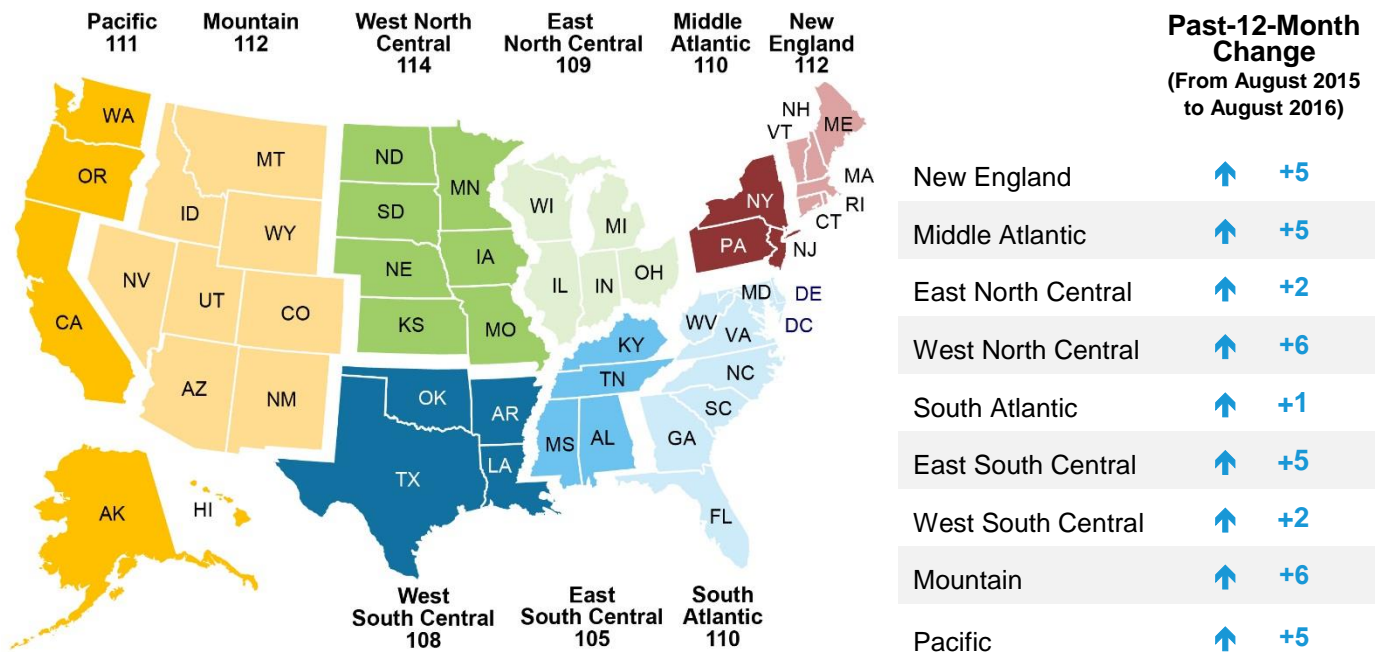 Pacific
111
Mountain
112
West North
Central
114
East
North Central
109
Middle
Atlantic
110
New
England
112
WA
OR
CA
AK
HI
MT
ID
WY
NV
UT
CO
AZ
NM
ND
MN
SD
IA
NE
KS
MO
WI
MI
IL
IN
OH
NY
PA
NJ
NH
VT
ME
MA
RI
CT
MD
DE
DC
WV
VA
NC
SC
GA
FL
KY
TN
MS
AL
OK
AR
TX
LA
West
South Central
108
East
South Central
105
South
Atlantic
110
Past-12-Month
Change
(From August 2015
to August 2016)
New England +5
Middle Atlantic +5
East North Central +2
West North Central +6
South Atlantic +1
East South Central +5
West South Central +2
Mountain +6
Pacific +5